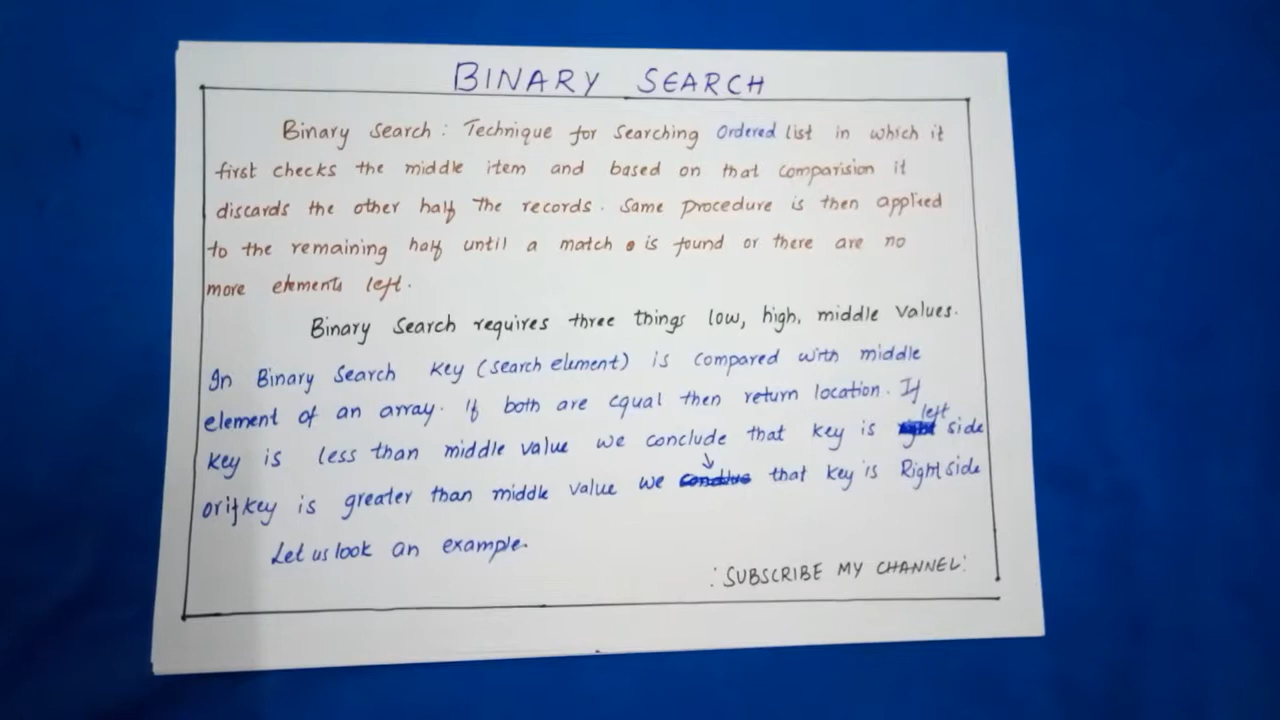 BINARY SEARCH
Binary Search : Technique for Searching Ordered list in which it
first checks the middle item and based on that comparision it
discards the other half the records. Same procedure is then applied
to the remaining half until a match is found or there are no
more elements left.
Binary Search requires three things low, high, middle values.
In Binary Search key (search element) is compared with middle
element of an array. If both are equal then return location. If
key is less than middle value we conclude that key is left side
or if key is greater than middle value we that key is Right side
Let us look an example.
: SUBSCRIBE MY CHANNEL: